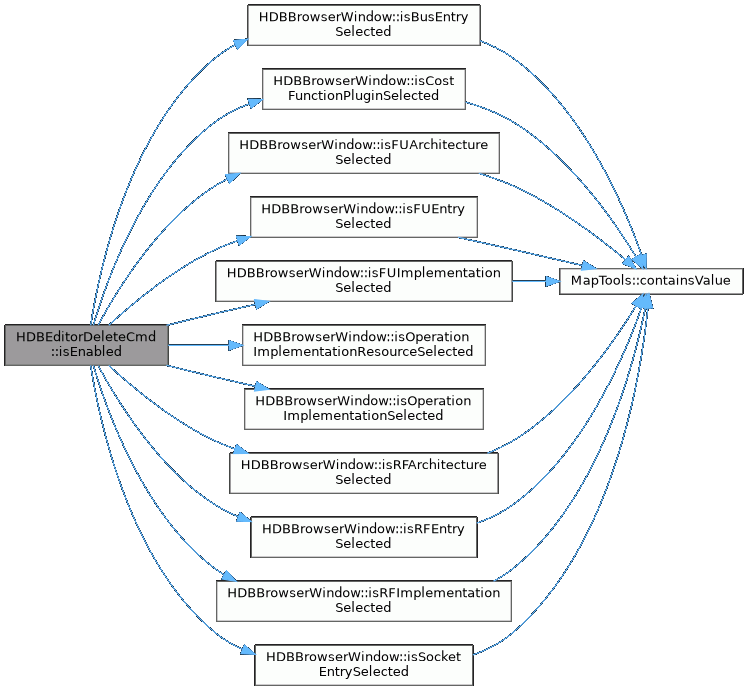 HDBBrowserWindow::isBusEntry
Selected
HDBBrowserWindow::isCost
FunctionPluginSelected
HDBBrowserWindow::isFUArchitecture
Selected
HDBBrowserWindow::isFUEntry
Selected
HDBBrowserWindow::isFUImplementation
Selected
MapTools::containsValue
HDBEditorDeleteCmd
::isEnabled
HDBBrowserWindow::isOperation
ImplementationResourceSelected
HDBBrowserWindow::isOperation
ImplementationSelected
HDBBrowserWindow::isRFArchitecture
Selected
HDBBrowserWindow::isRFEntry
Selected
HDBBrowserWindow::isRFImplementation
Selected
HDBBrowserWindow::isSocket
EntrySelected